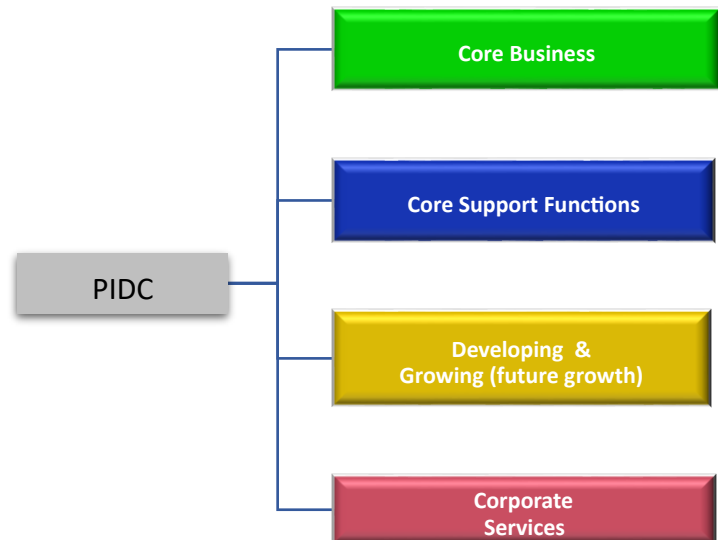 Core Business
Core Support Functions
PIDC
Developing &
Growing (future growth)
Corporate
Services